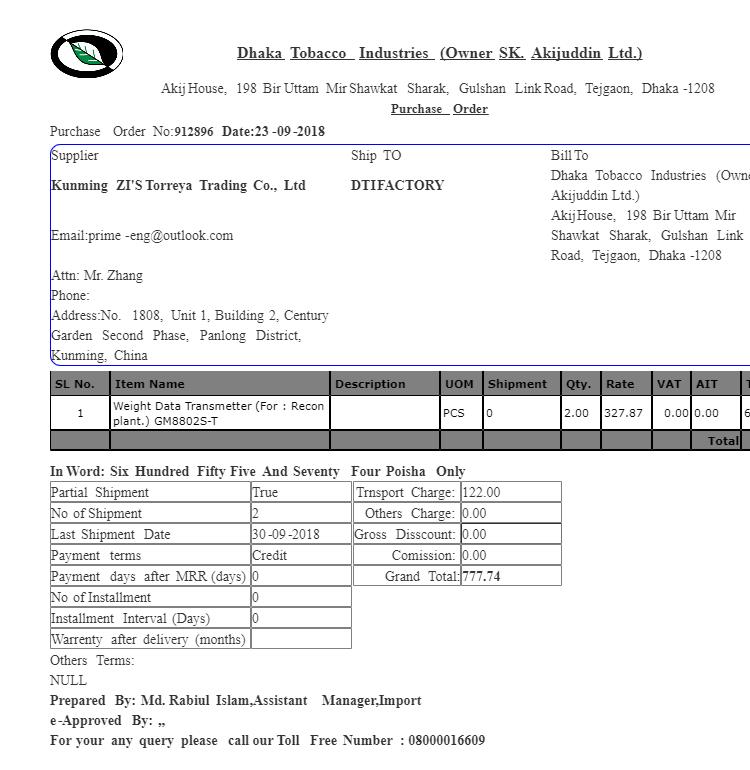 Dhaka Tobacco Industries (Owner SK. Akijuddin Ltd.)
Akij House, 198 Bir Uttam Mir Shawkat Sharak, Gulshan Link Road, Tejgaon, Dhaka -1208
Purchase Order
Purchase Order No:912896 Date:23-09-2018
Supplier Ship TO Bill To
Kunming ZI'S Torreya Trading Co., Ltd DTIFACTORY Dhaka Tobacco Industries
Akijuddin Ltd.)
Akij House, 198 Bir Uttam Mir
Email:prime -eng@outlook.com Shawkat Sharak, Gulshan Link
Road, Tejgaon, Dhaka -1208
Attn: Mr. Zhang
Phone:
Address:No. 1808, Unit 1, Building 2, Century
Garden Second Phase, Panlong District,
Kunming, China
SL No. Item Name Description UOM Shipment Qty. Rate VAT AIT
1 Weight Data Transmetter (For : Recon plant.) GM8802S-T PCS 0 2.00 327.87 0.00 0.00
Total
In Word: Six Hundred Fifty Five And Seventy Four Poisha Only
Partial Shipment True Trnsport Charge: 122.00
No of Shipment 2 Others Charge: 0.00
Last Shipment Date 30-09-2018 Gross Disscount: 0.00
Payment terms Credit Comission: 0.00
Payment days after MRR (days) 0 Grand Total: 777.74
No of Installment 0
Installment Interval (Days) 0
Warrenty after delivery (months)
Others Terms:
NULL
Prepared By: Md. Rabiul Islam,Assistant Manager,Import
e-Approved By: ,,
For your any query please call our Toll Free Number : 08000016609